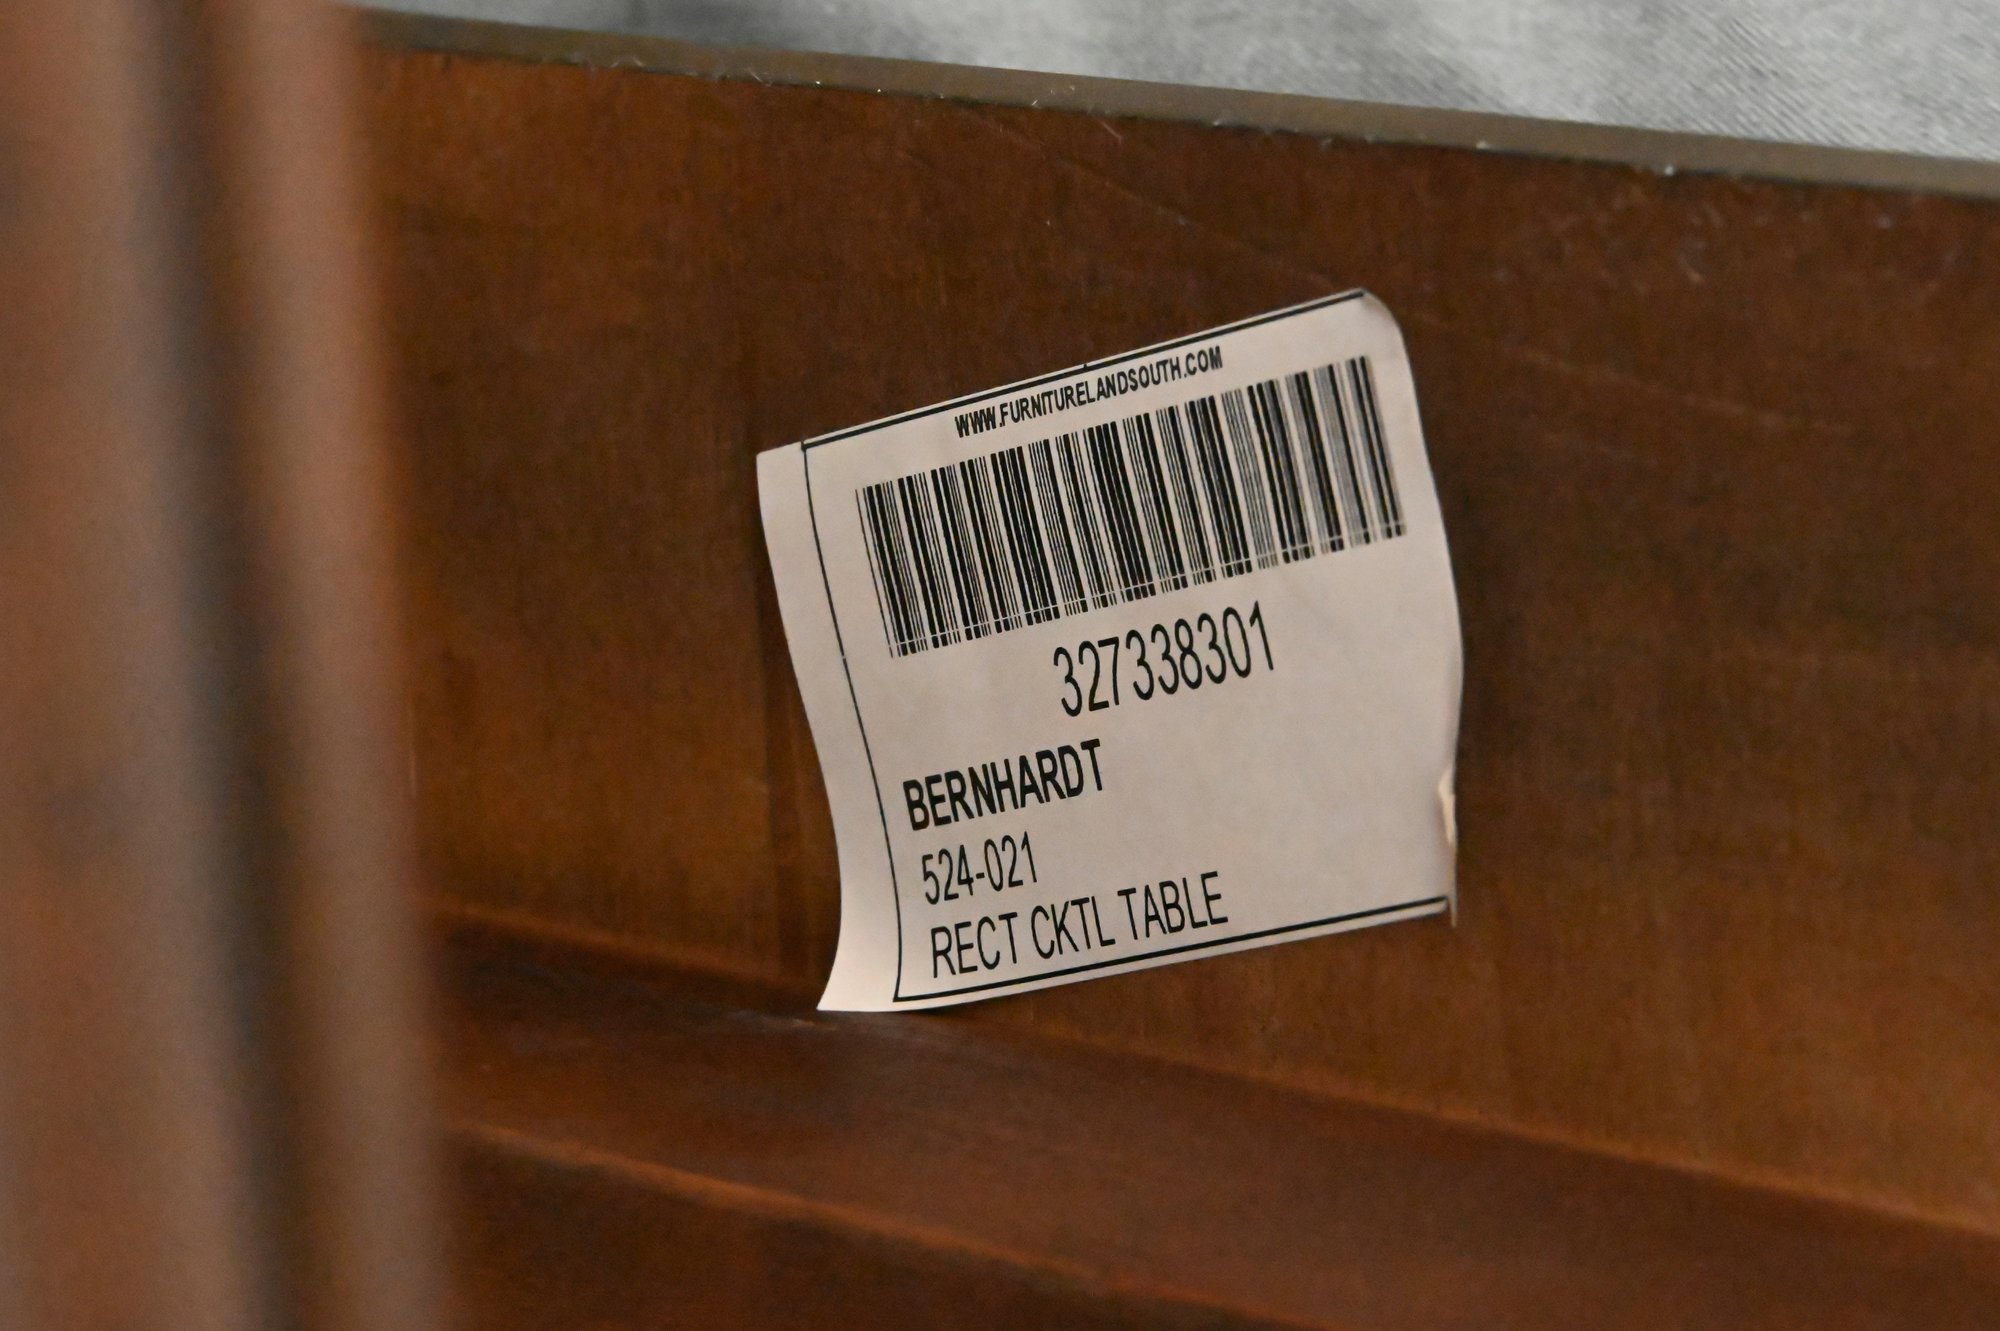 WWW.FURNITURELANDSOUTH.COM
327338301
BERNHARDT
524-021
RECT CKTL TABLE